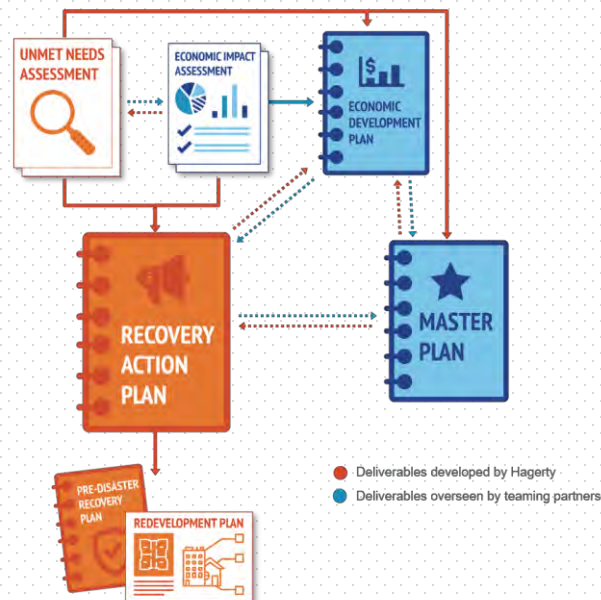 UNMET NEEDS
ASSESSMENT
ECONOMIC IMPACT
ASSESSMENT
$
ECONOMIC
DEVELOPMENT
PLAN
RECOVERY
ACTION
PLAN
MASTER
PLAN
PRE-DISASTER
RECOVERY
PLAN
REDEVELOPMENT PLAN
Deliverables developed by Hagerty
Deliverables overseen by teaming partners